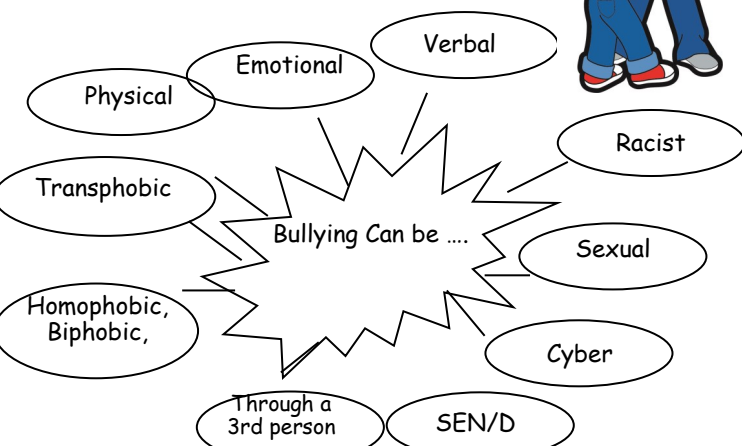 Verbal
Emotional
Physical
Racist
Transphobic
Bullying Can be ....
Sexual
Homophobic,
Biphobic,
Cyber
Through a
3rd person
SEN/D